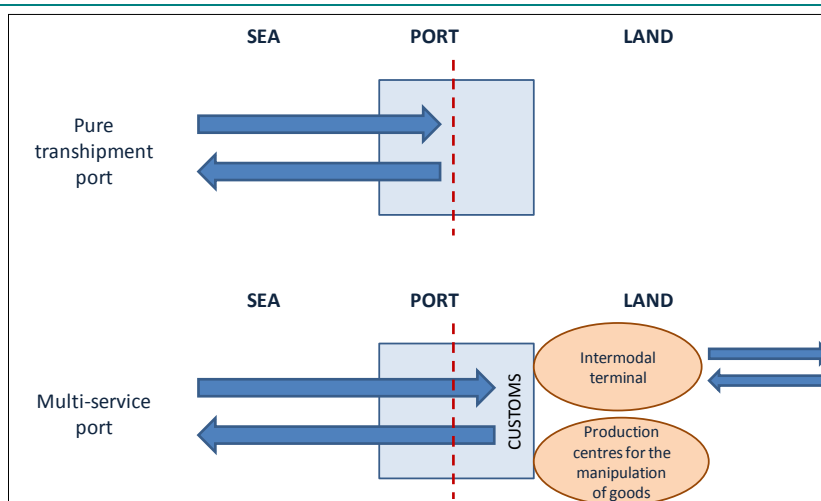 SEA PORT LAND
Pure
transhipment
port
SEA PORT LAND
Multi-service
port
CUSTOMS
Intermodal
terminal
Production
centres for the
manipulation
of goods